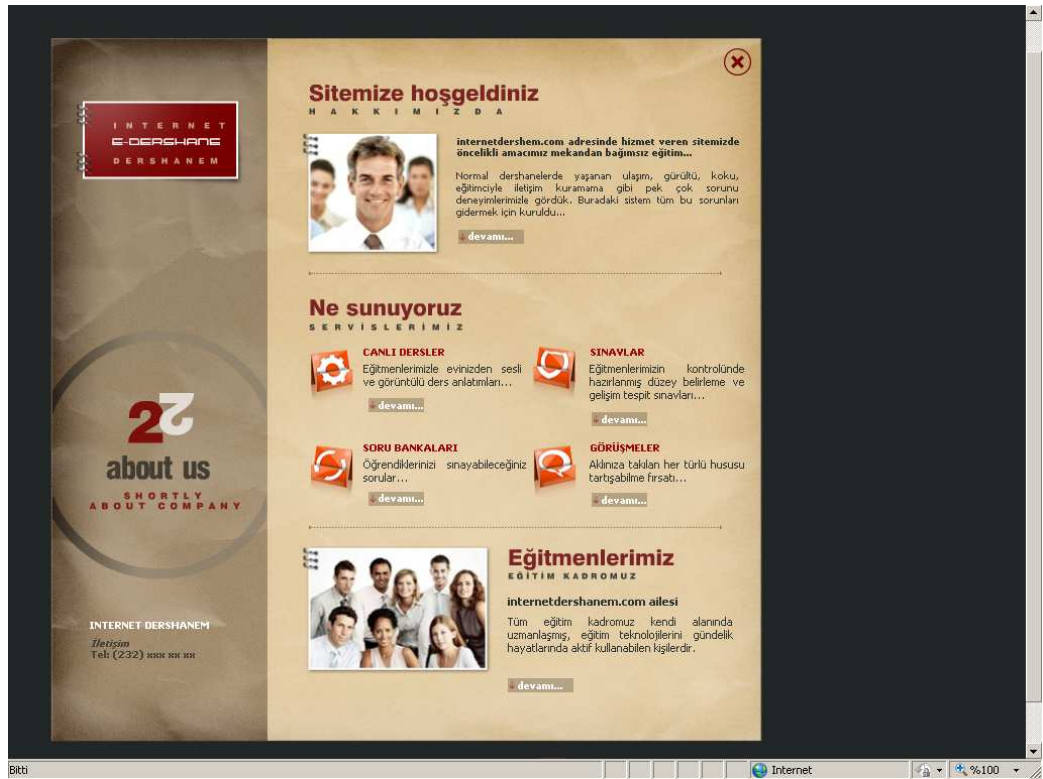 INTERNET
E-DERSHANE
DERSHANEM
Sitemize hoşgeldiniz
HAKKIMIZDA
internetdershem.com adresinde hizmet veren sitemizde
öncelikli amacımız mekandan bağımsız eğitim...
Normal dershanelerde yaşanan ulaşım, gürültü, koku,
eğitimciyle iletişim kuramama gibi pek çok sorunu
deneyimlerimizle gördük. Buradaki sistem tüm bu sorunları
gidermek için kuruldu...
devamı...
Ne sunuyoruz
SERVİSLERİMİZ
CANLI DERSLER
Eğitmenlerimizle evinizden sesli
ve görüntülü ders anlatımları...
devamı...
SINAVLAR
Eğitmenlerimizin kontrolünde
hazırlanmış düzey belirleme ve
gelişim tespit sınavları...
devamı...
SORU BANKALARI
Öğrendiklerinizi sınayabileceğiniz
sorular...
devamı...
GÖRÜŞMELER
Aklınıza takılan her türlü hususu
tartışabilme fırsatı...
devamı...
22
about us
SHORTLY
ABOUT COMPANY
Eğitmenlerimiz
EĞİTİM KADROMUZ
internetdershanem.com ailesi
Tüm eğitim kadromuz kendi alanında
uzmanlaşmış, eğitim teknolojilerini gündelik
hayatlarında aktif kullanabilen kişilerdir.
devamı...
INTERNET DERSHANEM
İletişim
Tel: (232) xxx xx xx
Bitti
Internet
%100